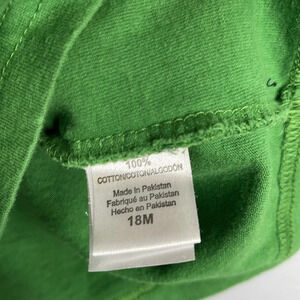 100%
COTTON/COTON/ALGODÓN
Made in Pakistan
Fabriqué au Pakistan
Hecho en Pakistan
18M